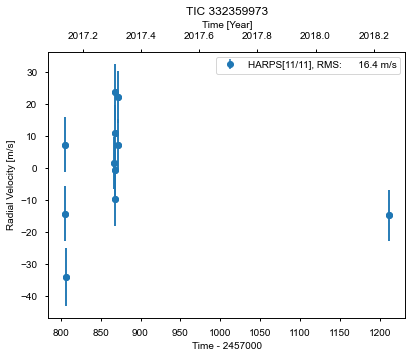 TIC 332359973
Time [Year]
2017.2 2017.4 2017.6 2017.8 2018.0 2018.2
HARPS[11/11], RMS: 16.4 m/s
Radial Velocity [m/s]
30
20
10
0
−10
−20
−30
−40
800 850 900 950 1000 1050 1100 1150 1200
Time - 2457000